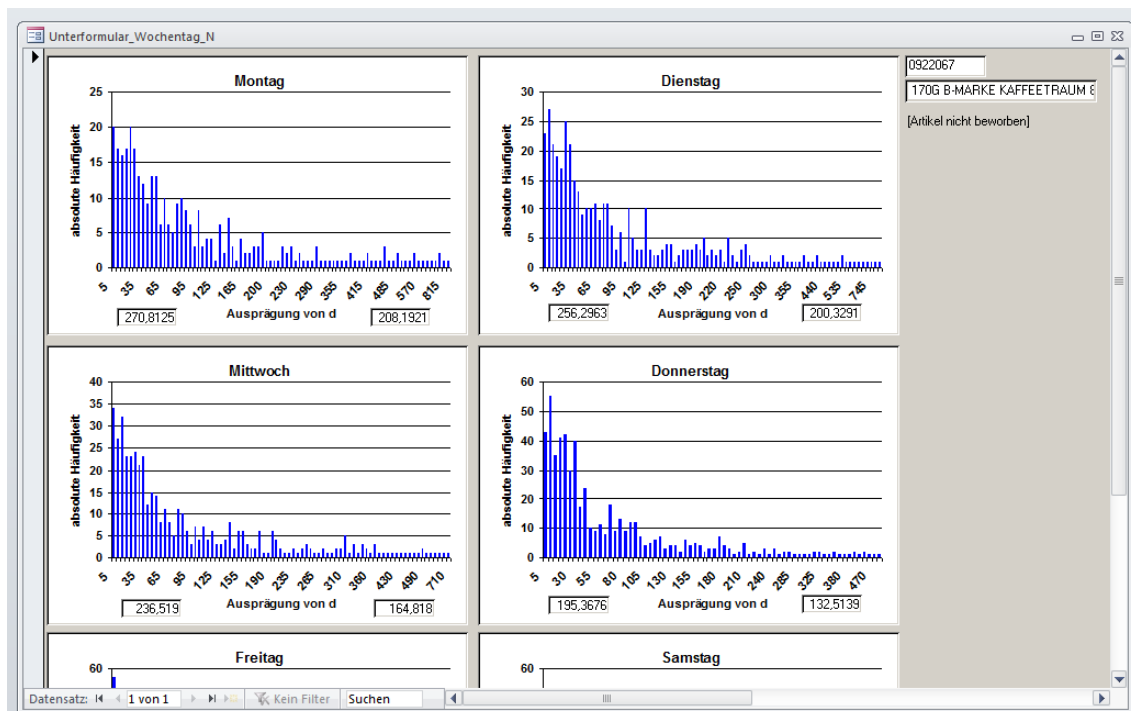 Unterformular_Wochentag_N
Montag
absolute Häufigkeit
25
20
15
10
5
0
5 35 65 95 125 165 200 230 290 355 415 485 570 815
270,8125 Ausprägung von d 208,1921
Dienstag
absolute Häufigkeit
30
25
20
15
10
5
0
5 35 65 95 125 155 190 220 250 300 355 440 535 745
256,2963 Ausprägung von d 200,3291
0922067
170G B-MARKE KAFFEETRAUM
[Artikel nicht beworben]
Mittwoch
absolute Häufigkeit
40
35
30
25
20
15
10
5
0
5 35 65 95 125 155 190 235 265 310 360 430 490 710
236,519 Ausprägung von d 164,818
Donnerstag
absolute Häufigkeit
60
50
40
30
20
10
0
5 30 55 80 105 130 155 180 210 240 285 325 380 470
195,3676 Ausprägung von d 132,5139
Freitag
60
Samstag
60
Datensatz: 1 von 1 Kein Filter Suchen